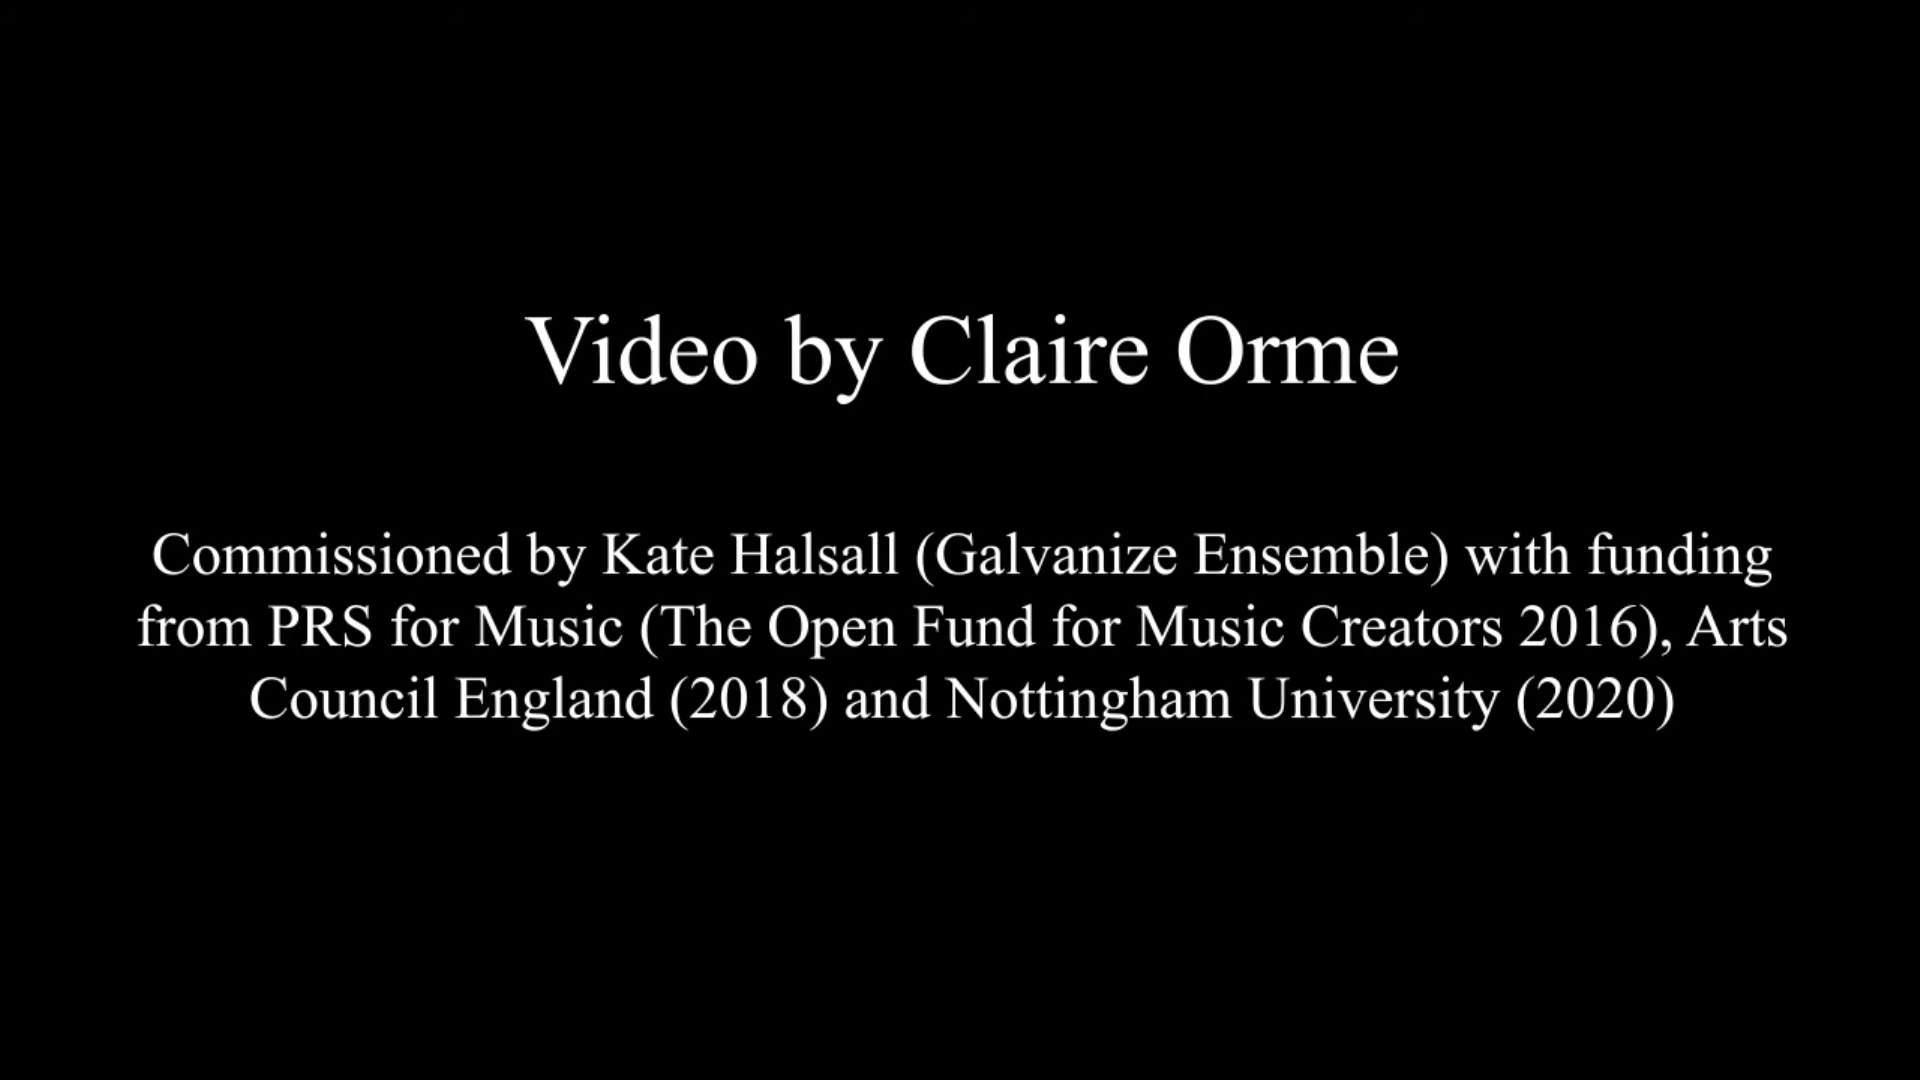 Video by Claire Orme
Commissioned by Kate Halsall (Galvanize Ensemble) with funding
from PRS for Music (The Open Fund for Music Creators 2016), Arts
Council England (2018) and Nottingham University (2020)